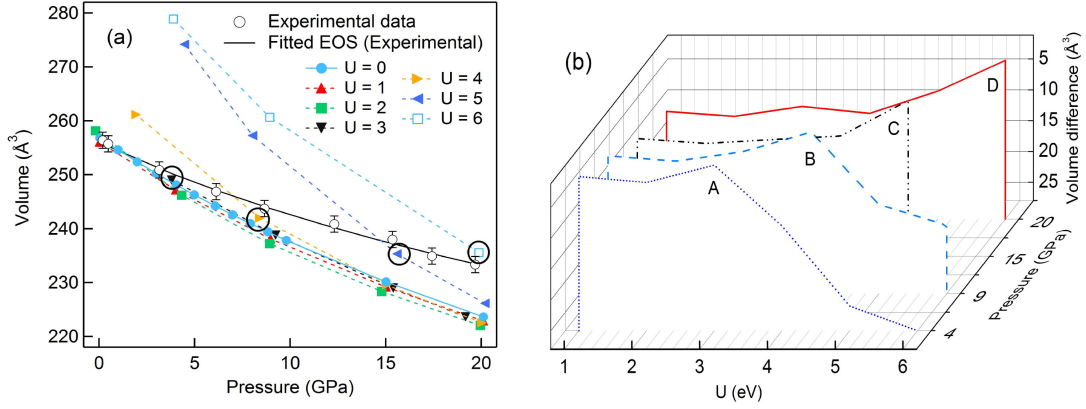 (a)
Experimental data
Fitted EOS (Experimental)
U = 0
U = 1
U = 2
U = 3
U = 4
U = 5
U = 6
Volume (Å³)
280
270
260
250
240
230
220
0
5
10
15
20
Pressure (GPa)
(b)
A
B
C
D
5
10
15
20
25
Volume difference (Å³)
20
15
9
4
Pressure (GPa)
1
2
3
4
5
6
U (eV)